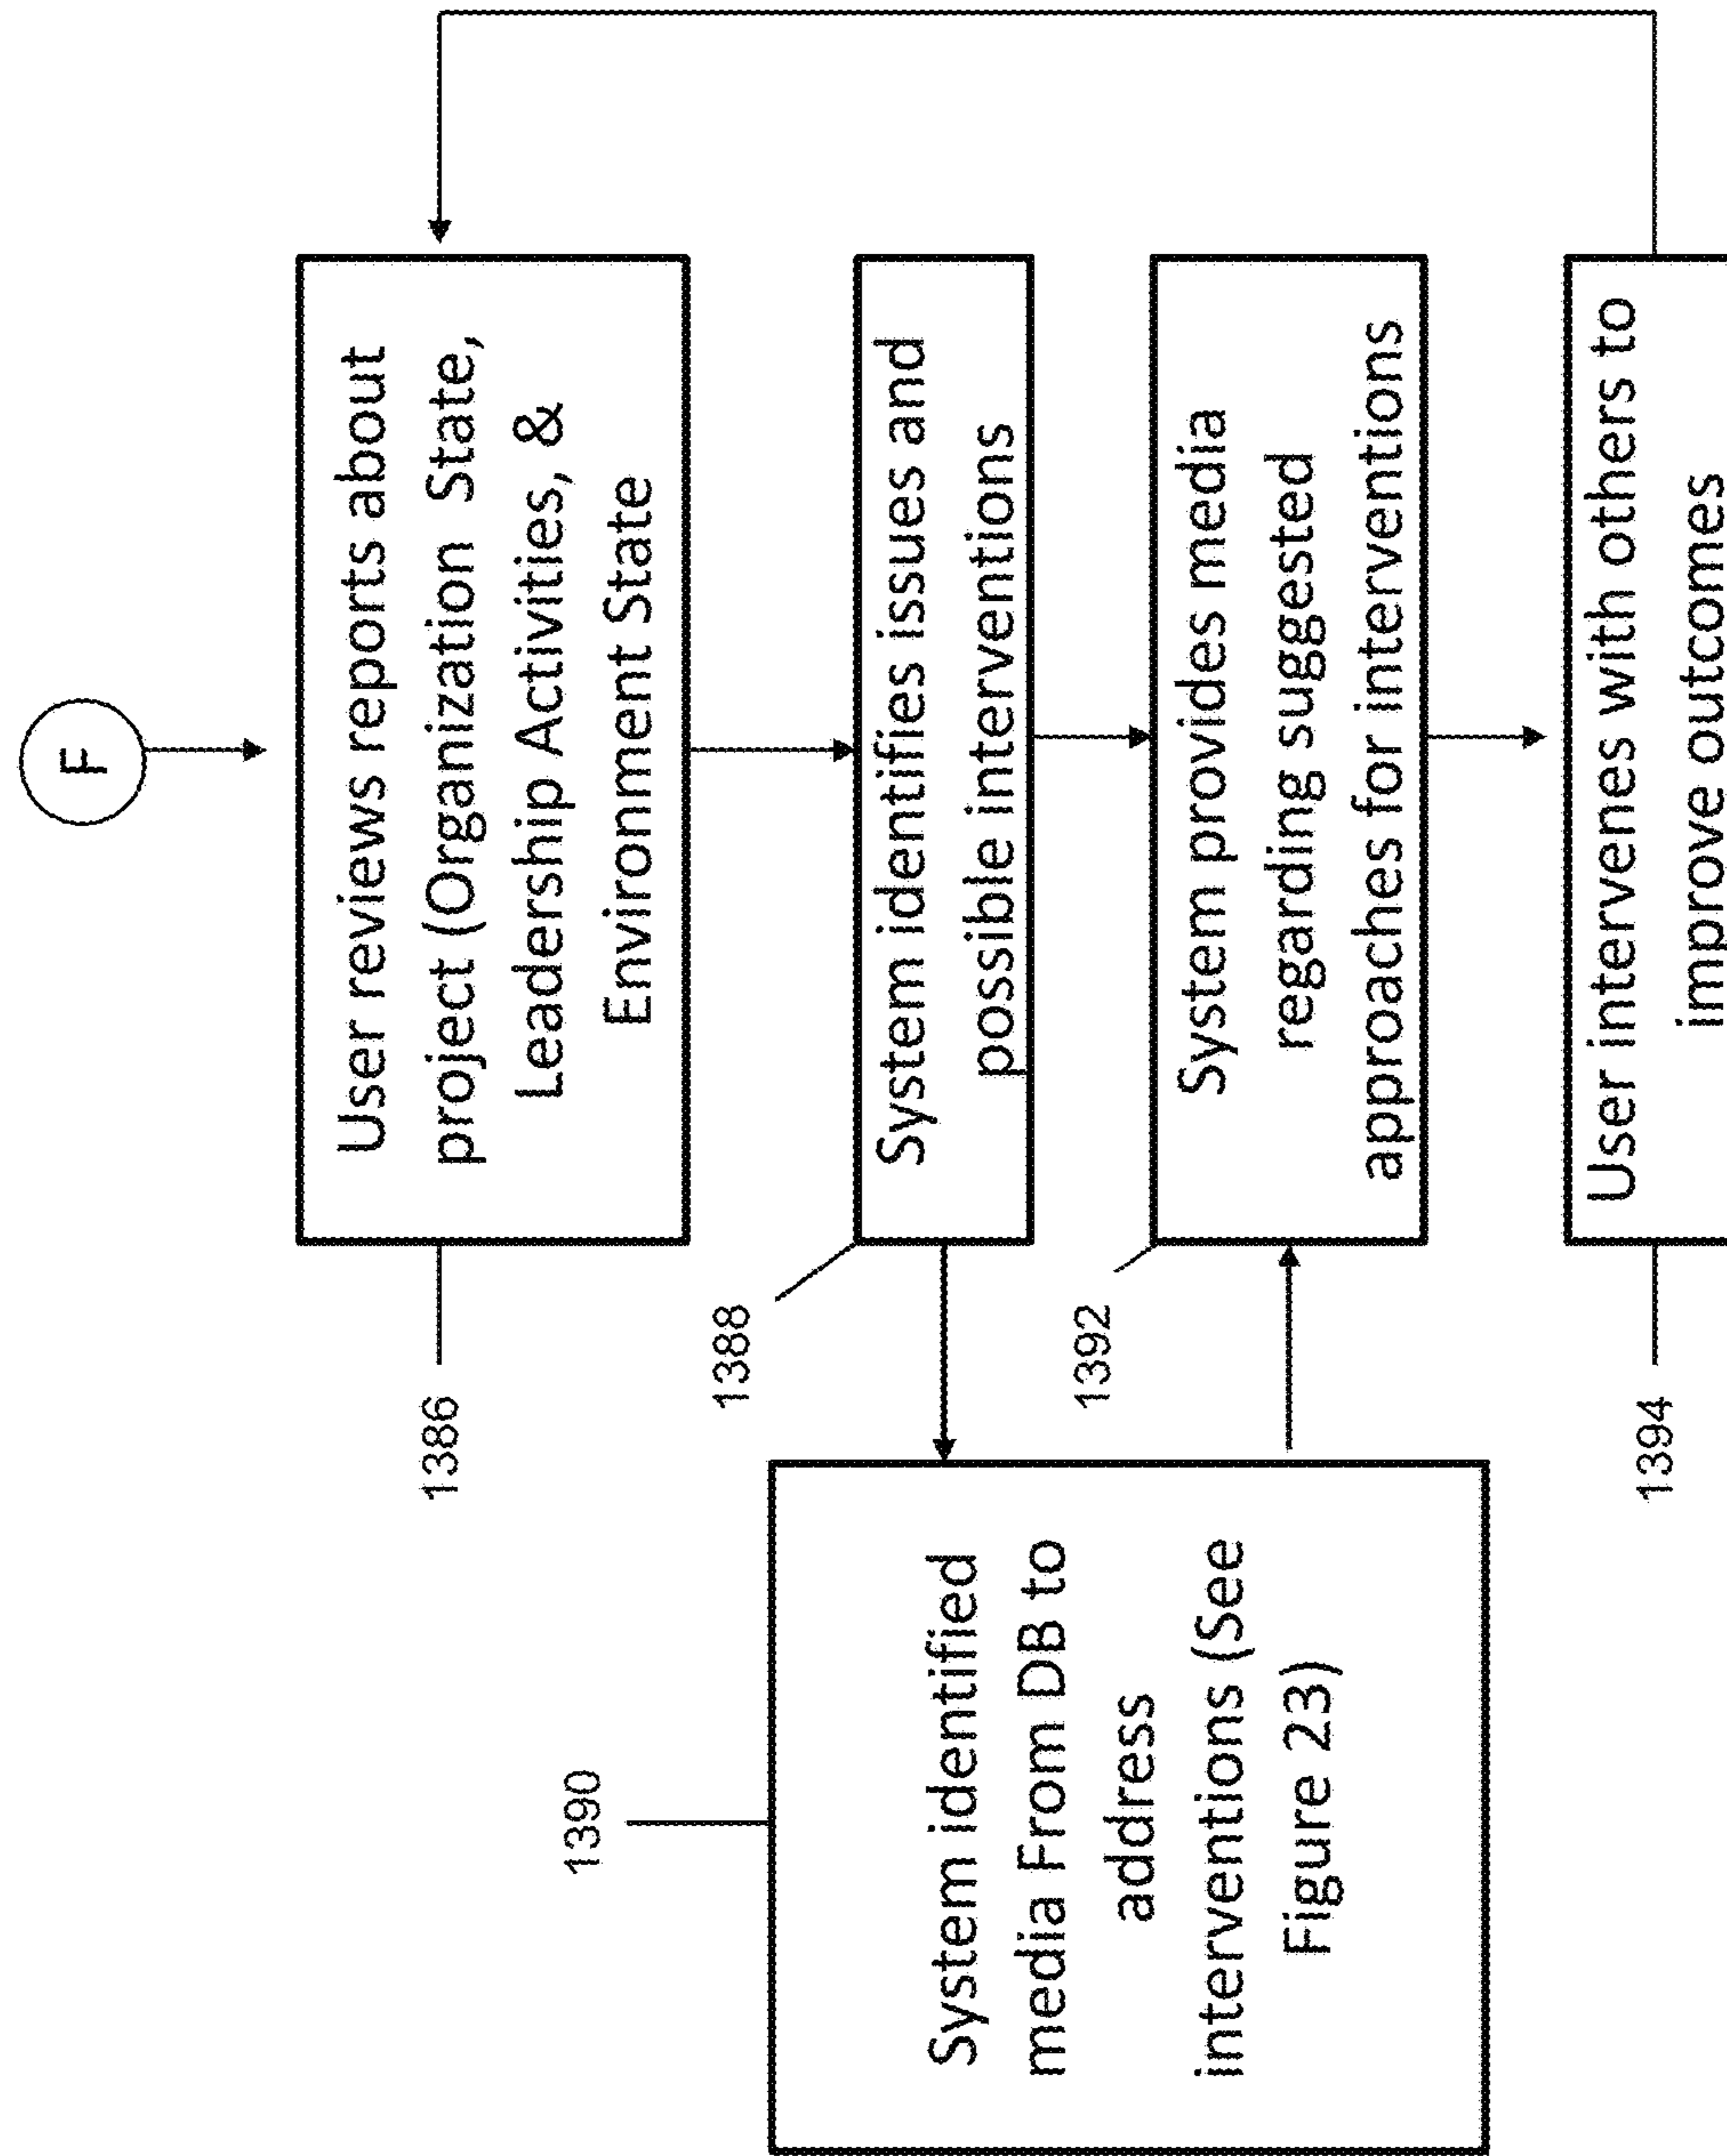 F
User reviews reports about
project (Organization State,
Leadership Activities, &
Environment State
1386
System identifies issues and
possible interventions
1388
System identified
media From DB to
address
interventions (See
Figure 23)
1390
System provides media
regarding suggested
approaches for interventions
1392
User intervenes with others to
improve outcomes
1394